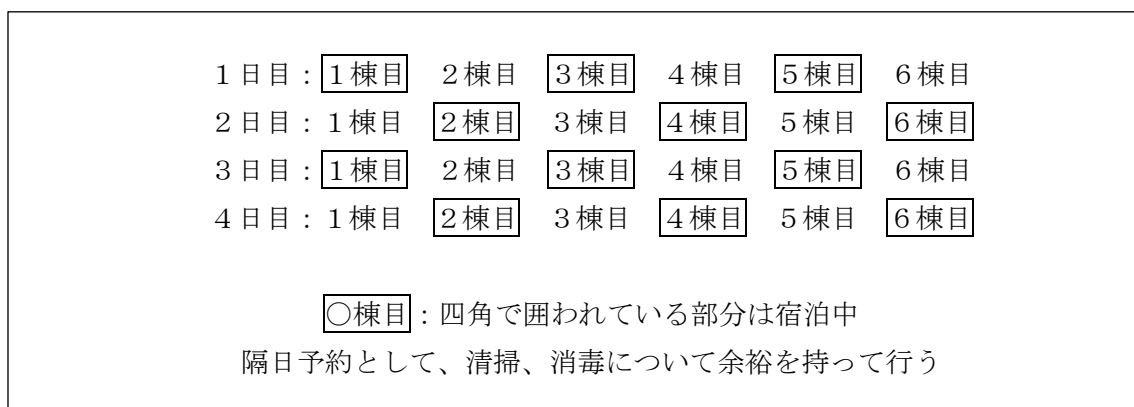 １日目：１棟目　２棟目　３棟目　４棟目　５棟目　６棟目
２日目：１棟目　２棟目　３棟目　４棟目　５棟目　６棟目
３日目：１棟目　２棟目　３棟目　４棟目　５棟目　６棟目
４日目：１棟目　２棟目　３棟目　４棟目　５棟目　６棟目
○棟目：四角で囲われている部分は宿泊中
隔日予約として、清掃、消毒について余裕を持って行う